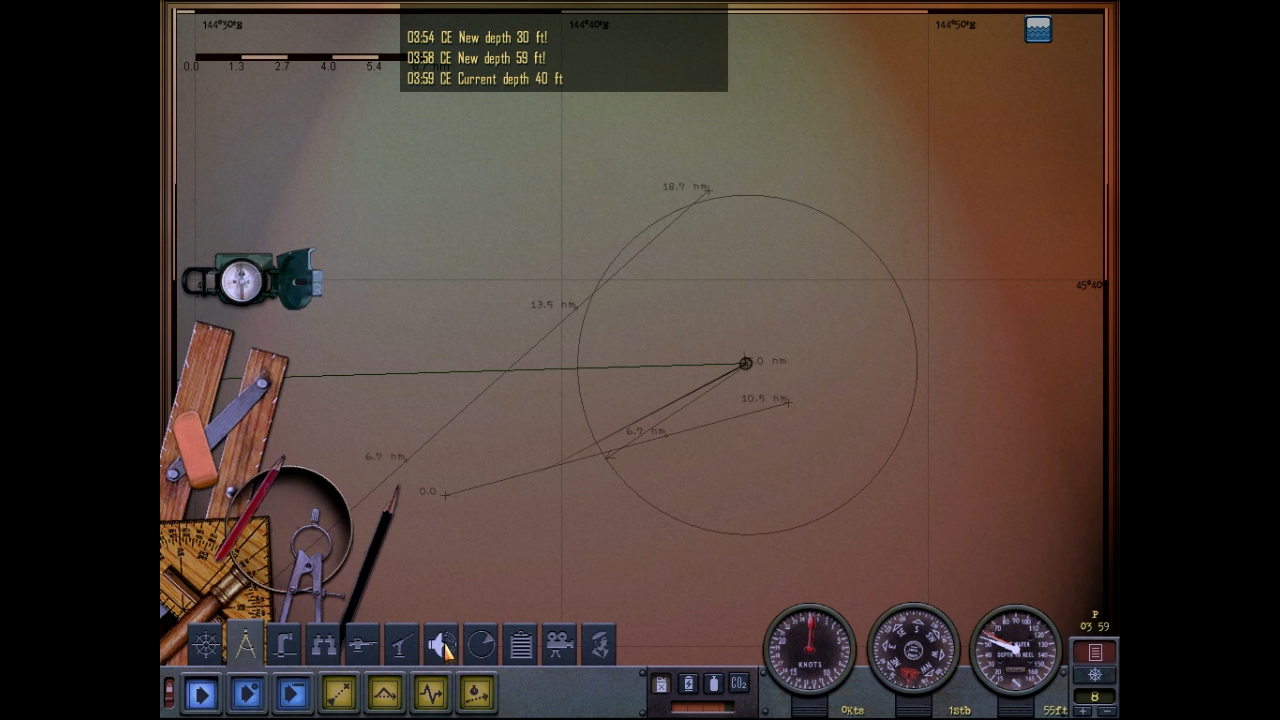 144°30'E
144°40'E
144°50'E
03:54 CE New depth 30 ft!
03:58 CE New depth 59 ft!
03:59 CE Current depth 40 ft
0.0 1.3 2.7 4.0 5.4
18.7 nm
45°40'
13.5 nm
.0 nm
10.5 nm
6.7 nm
6.7 nm
0.0
P
03 59
KNOTS
DEPTH TO KEEL
CO2
8
0Kts
1stb
55ft